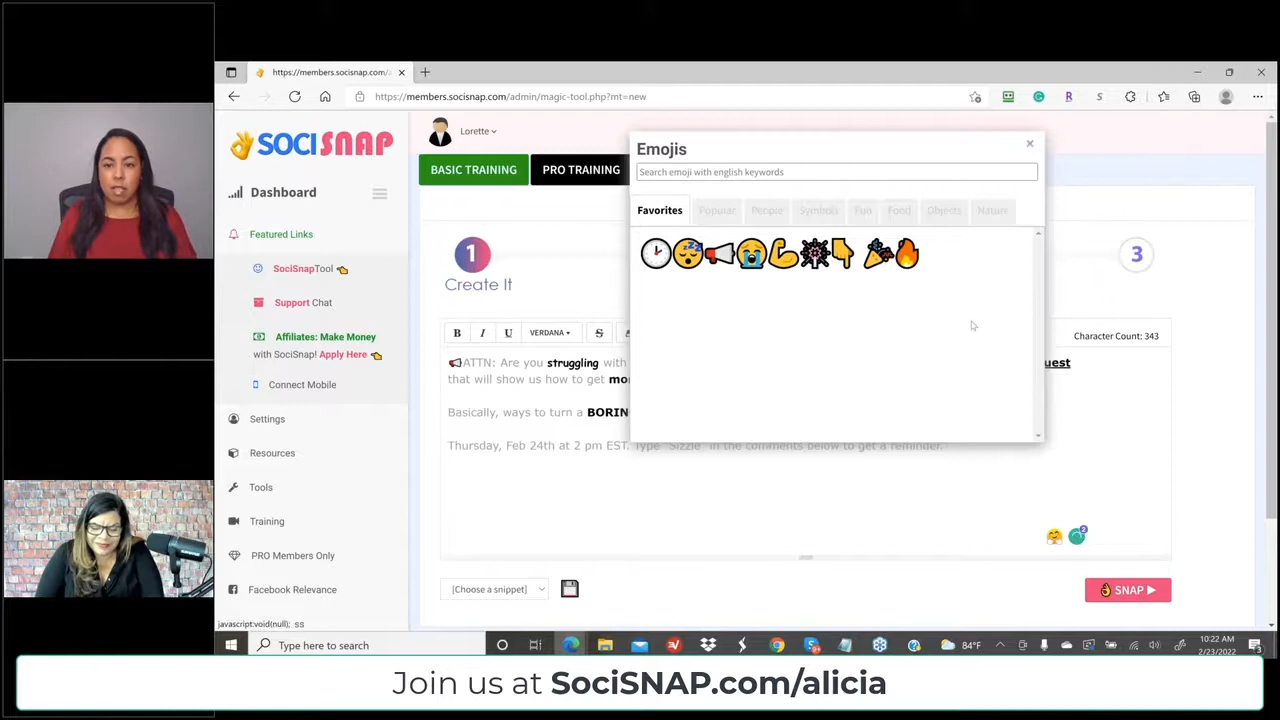 https://members.socisnap.com/a
https://members.socisnap.com/admin/magic-tool.php?mt=new
SOCISNAP
Lorette
BASIC TRAINING
PRO TRAINING
Dashboard
Featured Links
SociSnapTool
Support Chat
Affiliates: Make Money
with SociSnap! Apply Here
Connect Mobile
Settings
Resources
Tools
Training
PRO Members Only
Facebook Relevance
javascript:void(null); ss
1
Create It
3
B I U VERDANA S
Character Count: 343
ATTN: Are you struggling with
uest
that will show us how to get mo
Basically, ways to turn a BORIN
Thursday, Feb 24th at 2 pm EST. Type "Sizzle" in the comments below to get a reminder.
Emojis
Search emoji with english keywords
Favorites Popular People Symbols Fun Food Objects Nature
2
[Choose a snippet]
SNAP
Type here to search
84°F
10:22 AM
2/23/2022
3
Join us at SociSNAP.com/alicia